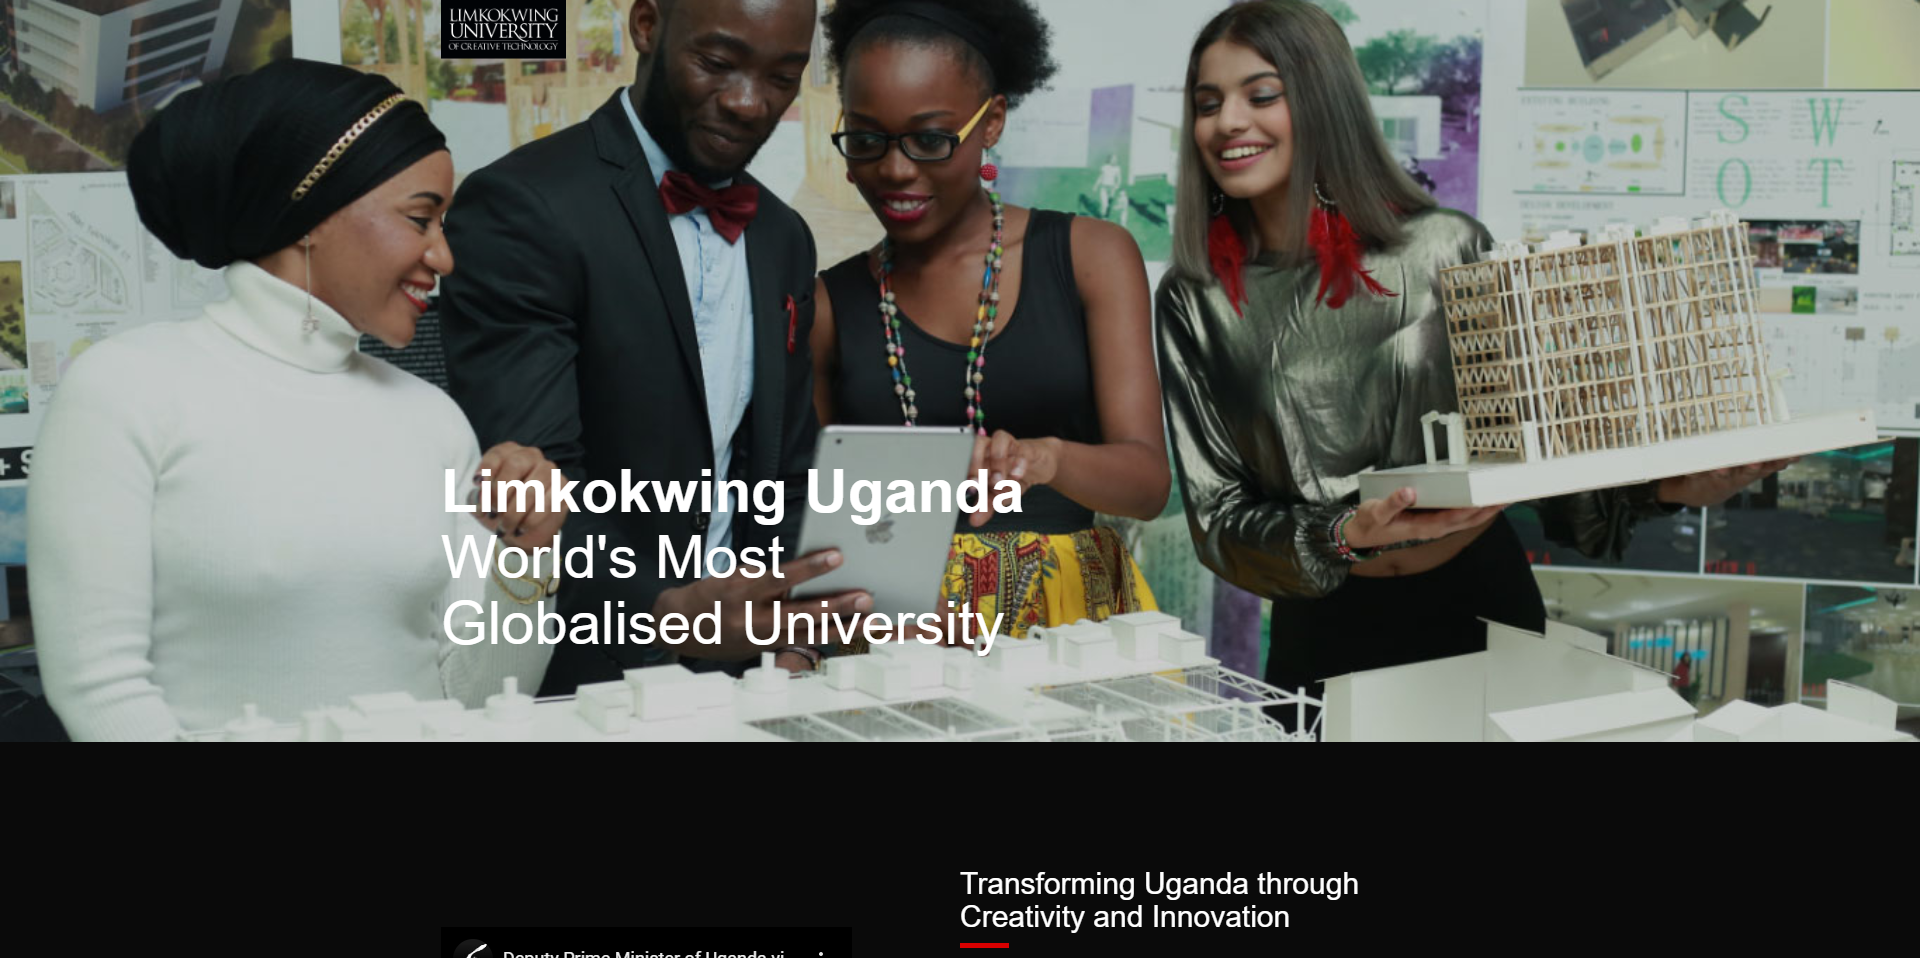 LIMKOKWING
UNIVERSITY
OF CREATIVE TECHNOLOGY
S W
O T
Limkokwing Uganda
World's Most
Globalised University
Transforming Uganda through
Creativity and Innovation
Deputy Prime Minister of Uganda vi...